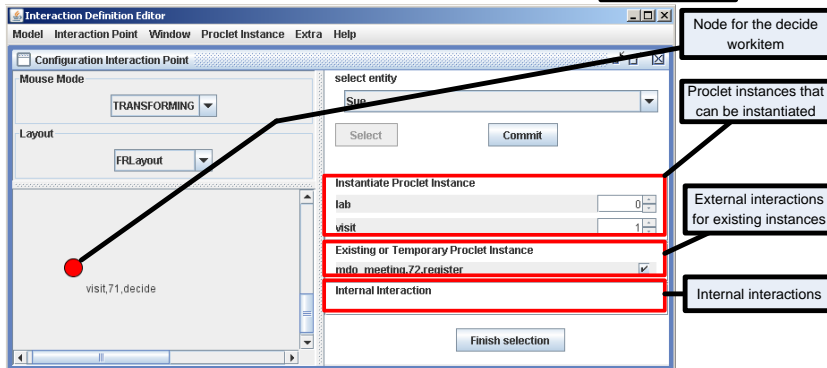 Interaction Definition Editor
Model Interaction Point Window Proclet Instance Extra Help
Configuration Interaction Point
Mouse Mode
TRANSFORMING
Layout
FRLayout
visit,71,decide
select entity
Sue
Select Commit
Instantiate Proclet Instance
lab 0
visit 1
Existing or Temporary Proclet Instance
mdo_meeting,72,register
Internal Interaction
Finish selection
Node for the decide
workitem
Proclet instances that
can be instantiated
External interactions
for existing instances
Internal interactions